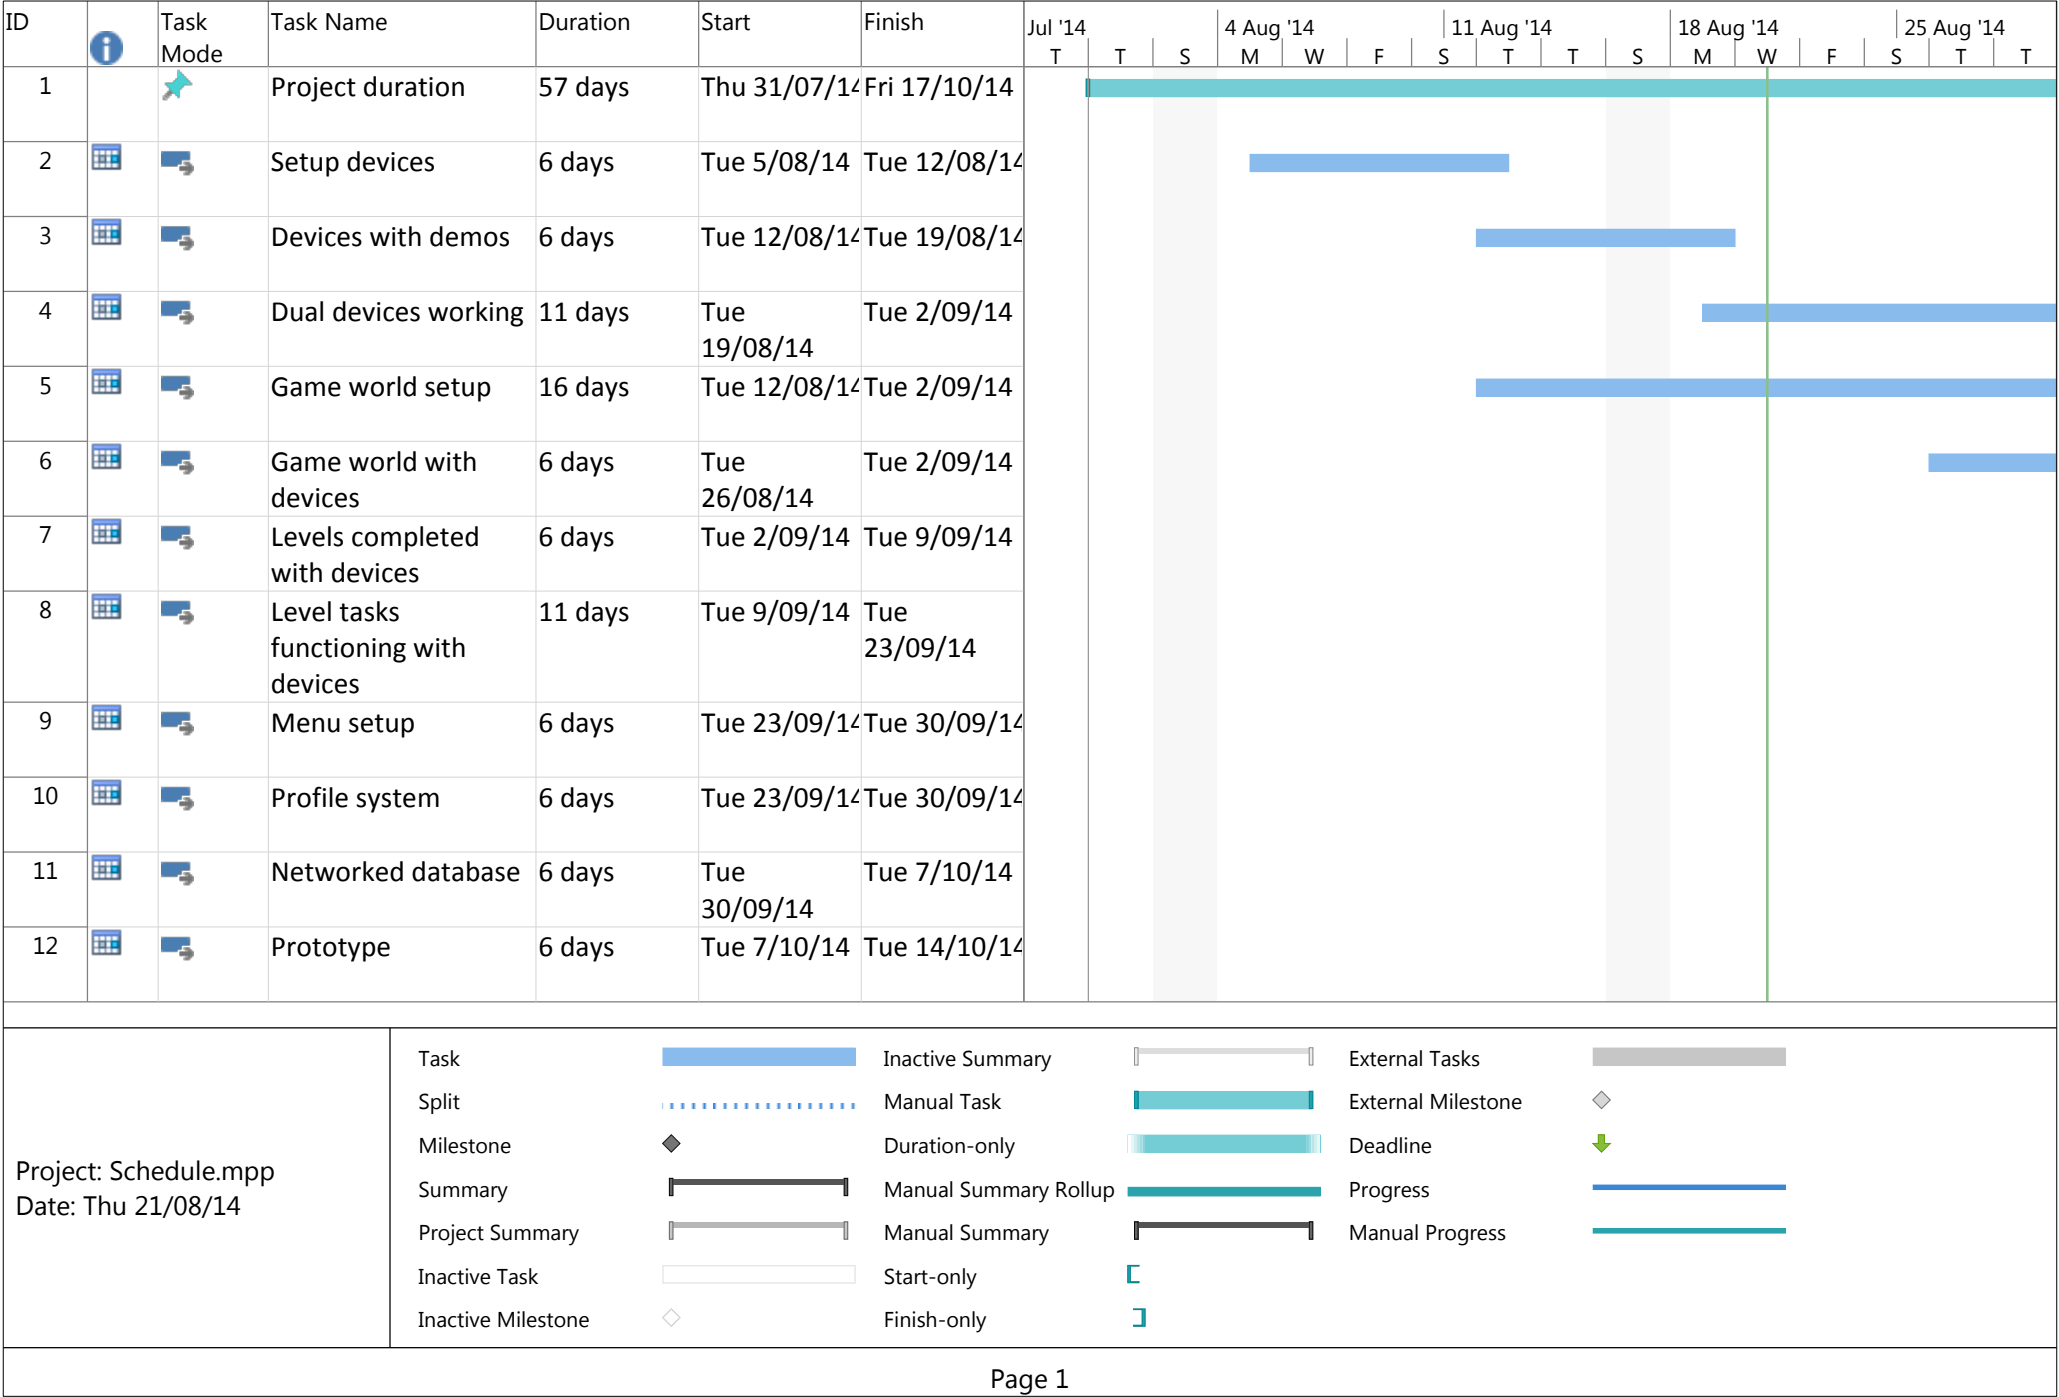 ID Task Mode Task Name Duration Start Finish
Jul '14 4 Aug '14 11 Aug '14 18 Aug '14 25 Aug '14
T T S M W F S T T S M W F S T T
1 Project duration 57 days Thu 31/07/14 Fri 17/10/14
2 Setup devices 6 days Tue 5/08/14 Tue 12/08/14
3 Devices with demos 6 days Tue 12/08/14 Tue 19/08/14
4 Dual devices working 11 days Tue 19/08/14 Tue 2/09/14
5 Game world setup 16 days Tue 12/08/14 Tue 2/09/14
6 Game world with devices 6 days Tue 26/08/14 Tue 2/09/14
7 Levels completed with devices 6 days Tue 2/09/14 Tue 9/09/14
8 Level tasks functioning with devices 11 days Tue 9/09/14 Tue 23/09/14
9 Menu setup 6 days Tue 23/09/14 Tue 30/09/14
10 Profile system 6 days Tue 23/09/14 Tue 30/09/14
11 Networked database 6 days Tue 30/09/14 Tue 7/10/14
12 Prototype 6 days Tue 7/10/14 Tue 14/10/14
Project: Schedule.mpp
Date: Thu 21/08/14
Task
Split
Milestone
Summary
Project Summary
Inactive Task
Inactive Milestone
Inactive Summary
Manual Task
Duration-only
Manual Summary Rollup
Manual Summary
Start-only
Finish-only
External Tasks
External Milestone
Deadline
Progress
Manual Progress
Page 1